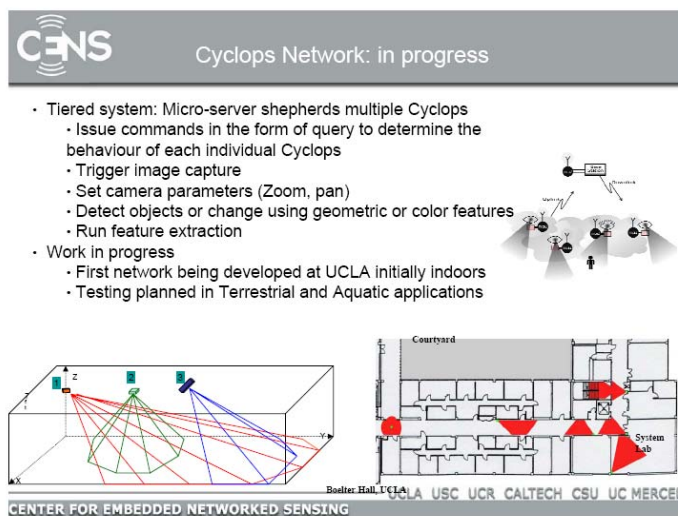 CENS
Cyclops Network: in progress
• Tiered system: Micro-server shepherds multiple Cyclops
• Issue commands in the form of query to determine the
behaviour of each individual Cyclops
• Trigger image capture
• Set camera parameters (Zoom, pan)
• Detect objects or change using geometric or color features
• Run feature extraction
• Work in progress
• First network being developed at UCLA initially indoors
• Testing planned in Terrestrial and Aquatic applications
1
2
3
Z
Y
X
Courtyard
System
Lab
Boelter Hall, UCLA
UCLA USC UCR CALTECH CSU UC MERCED
CENTER FOR EMBEDDED NETWORKED SENSING